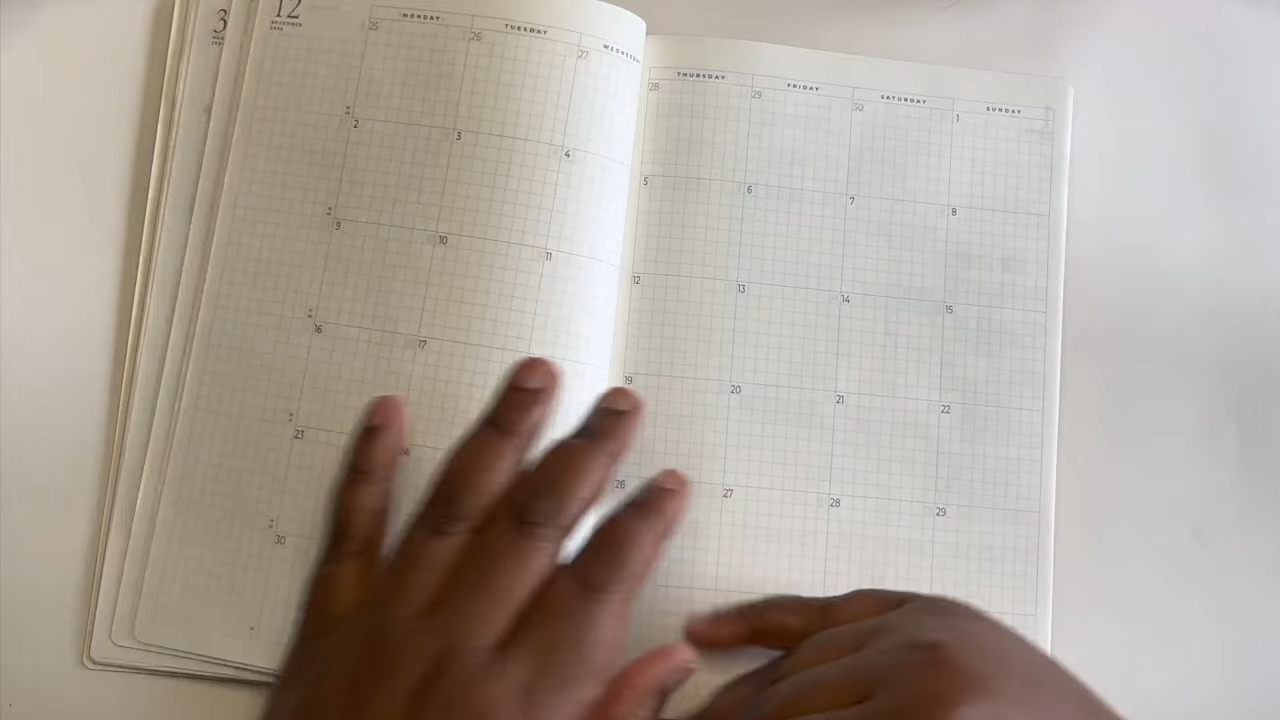 3
12
DECEMBER
MONDAY TUESDAY WEDNESDAY THURSDAY FRIDAY SATURDAY SUNDAY
25 26 27 28 29 30 1
2 3 4 5 6 7 8
9 10 11 12 13 14 15
16 17 19 20 21 22
23 26 27 28 29
30